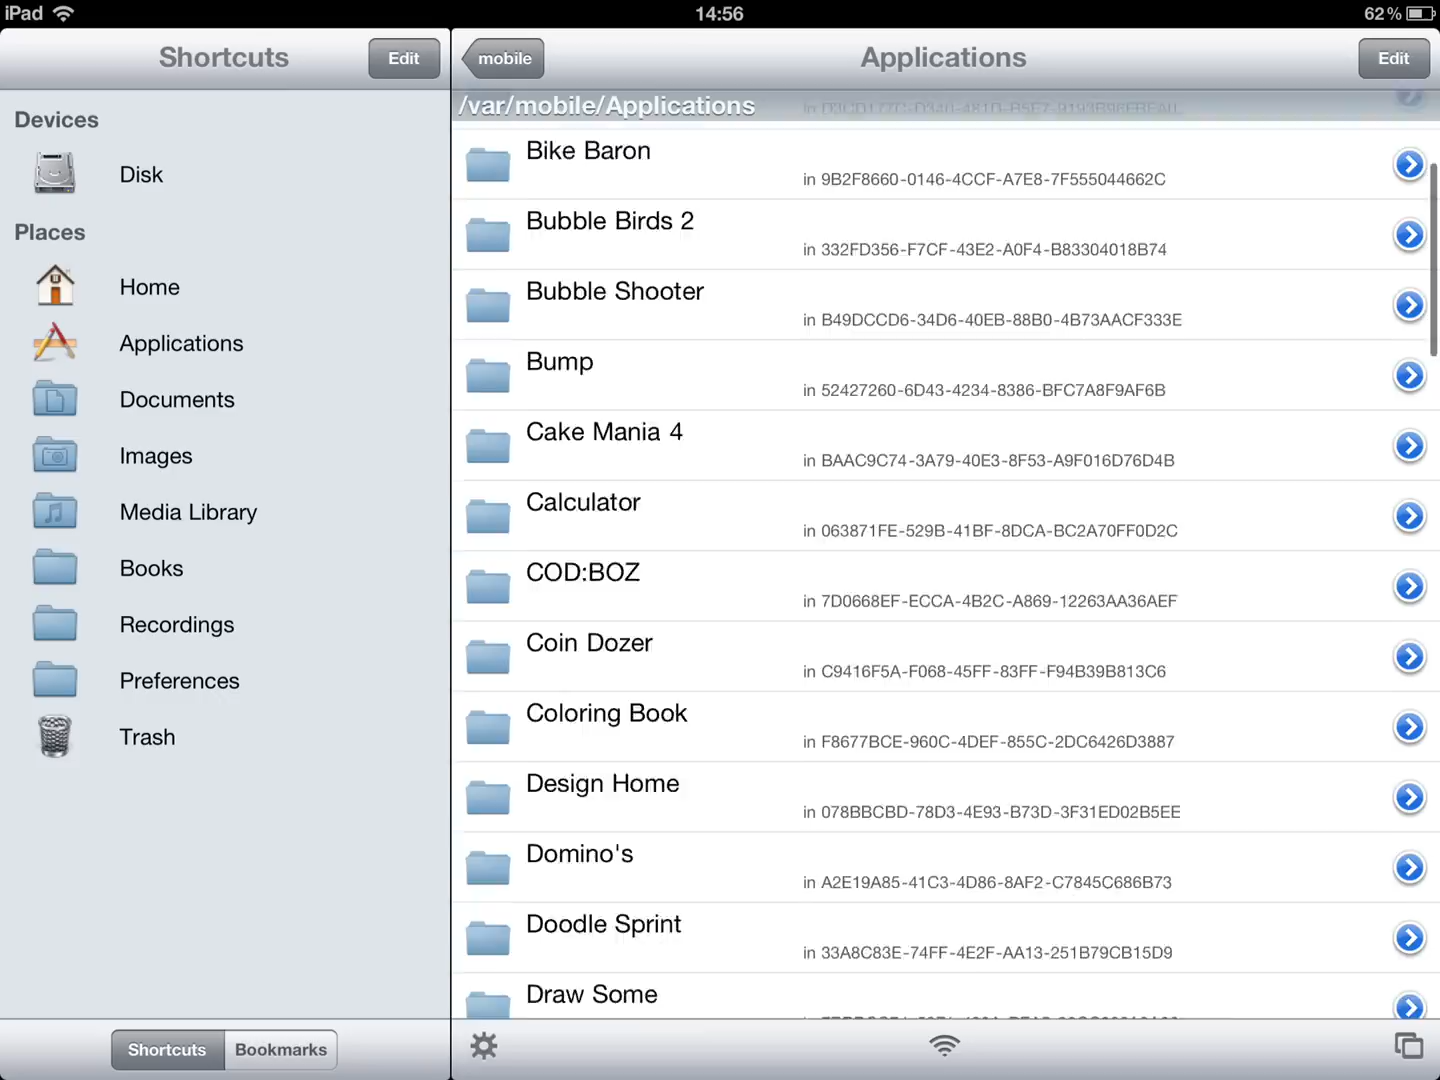 iPad
14:56
62%
Shortcuts
Edit
Devices
Disk
Places
Home
Applications
Documents
Images
Media Library
Books
Recordings
Preferences
Trash
Shortcuts
Bookmarks
mobile
Applications
Edit
/var/mobile/Applications
Bike Baron
in 9B2F8660-0146-4CCF-A7E8-7F555044662C
Bubble Birds 2
in 332FD356-F7CF-43E2-A0F4-B83304018B74
Bubble Shooter
in B49DCCD6-34D6-40EB-88B0-4B73AACF333E
Bump
in 52427260-6D43-4234-8386-BFC7A8F9AF6B
Cake Mania 4
in BAAC9C74-3A79-40E3-8F53-A9F016D76D4B
Calculator
in 063871FE-529B-41BF-8DCA-BC2A70FF0D2C
COD:BOZ
in 7D0668EF-ECCA-4B2C-A869-12263AA36AEF
Coin Dozer
in C9416F5A-F068-45FF-83FF-F94B39B813C6
Coloring Book
in F8677BCE-960C-4DEF-855C-2DC6426D3887
Design Home
in 078BBCBD-78D3-4E93-B73D-3F31ED02B5EE
Domino's
in A2E19A85-41C3-4D86-8AF2-C7845C686B73
Doodle Sprint
in 33A8C83E-74FF-4E2F-AA13-251B79CB15D9
Draw Some